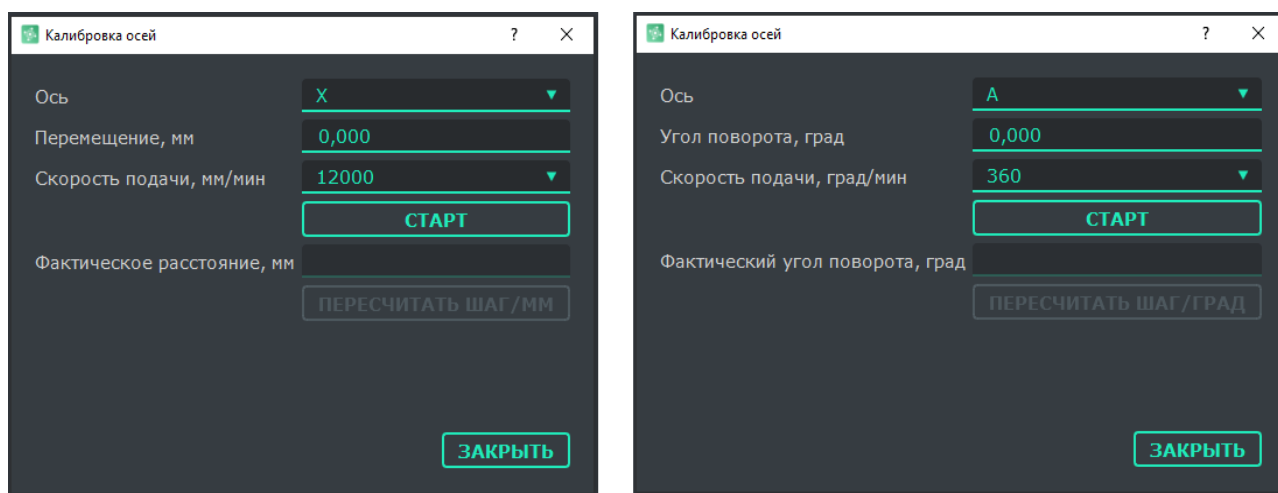 Калибровка осей ? ×
Ось X ▼
Перемещение, мм 0,000
Скорость подачи, мм/мин 12000 ▼
СТАРТ
Фактическое расстояние, мм
ПЕРЕСЧИТАТЬ ШАГ/ММ
ЗАКРЫТЬ
Калибровка осей ? ×
Ось A ▼
Угол поворота, град 0,000
Скорость подачи, град/мин 360 ▼
СТАРТ
Фактический угол поворота, град
ПЕРЕСЧИТАТЬ ШАГ/ГРАД
ЗАКРЫТЬ